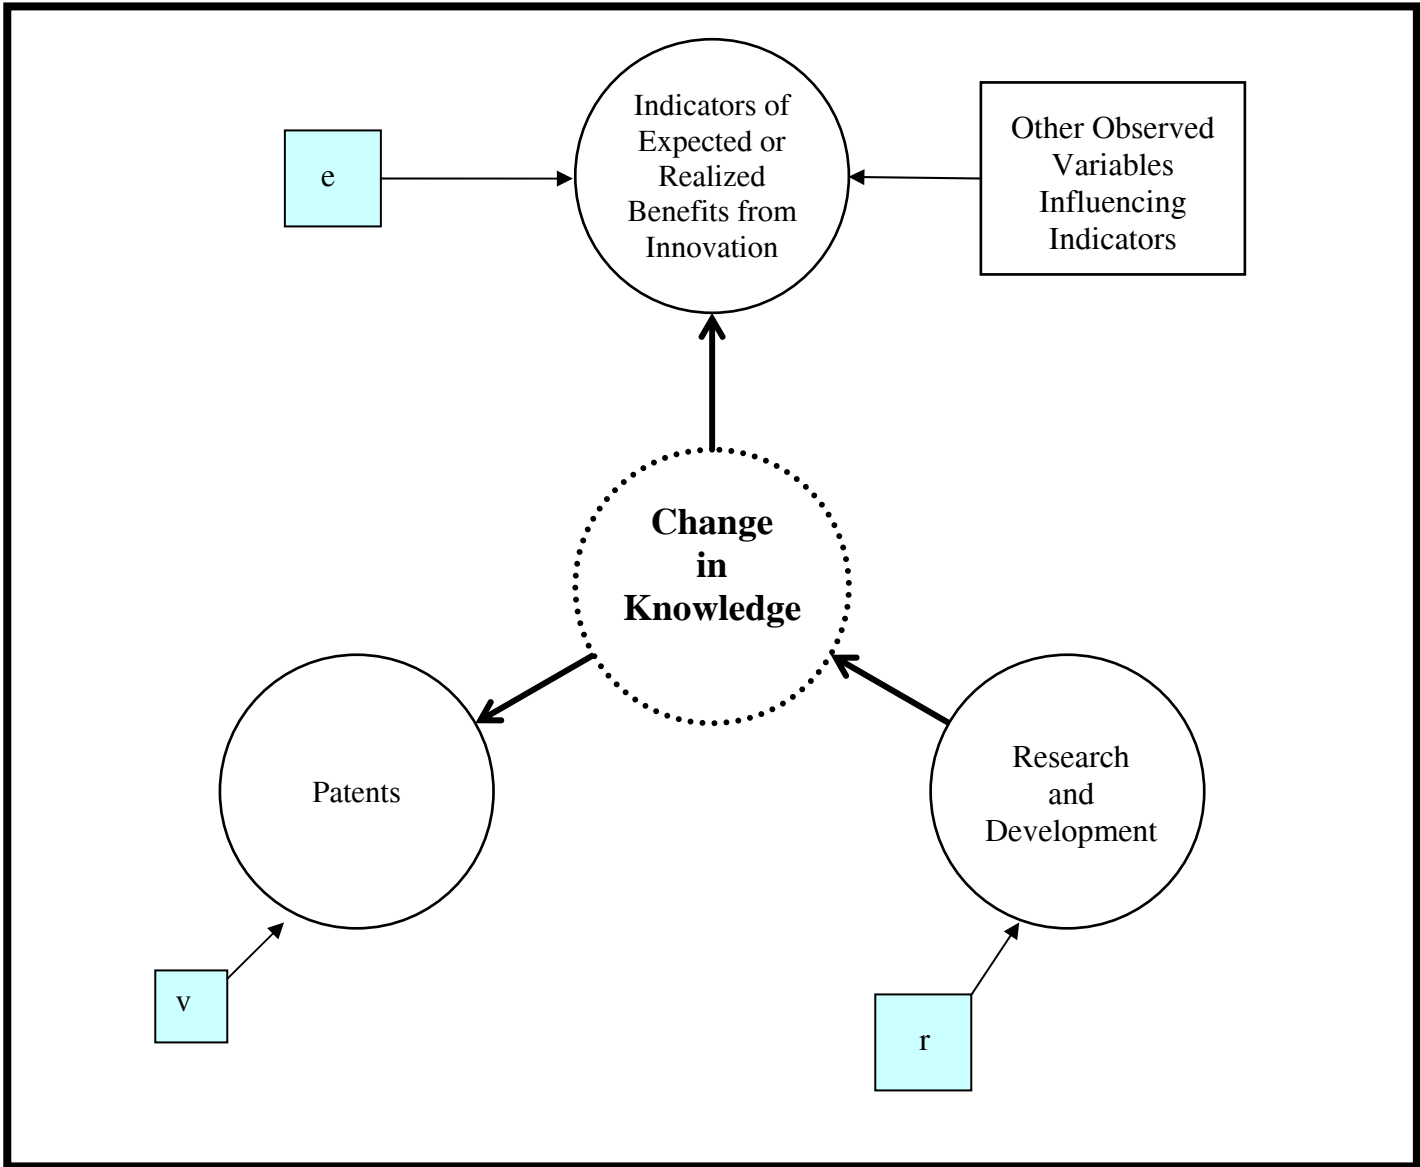 Indicators of
Expected or
Realized
Benefits from
Innovation
e
Other Observed
Variables
Influencing
Indicators
Change
in
Knowledge
Patents
Research
and
Development
v
r